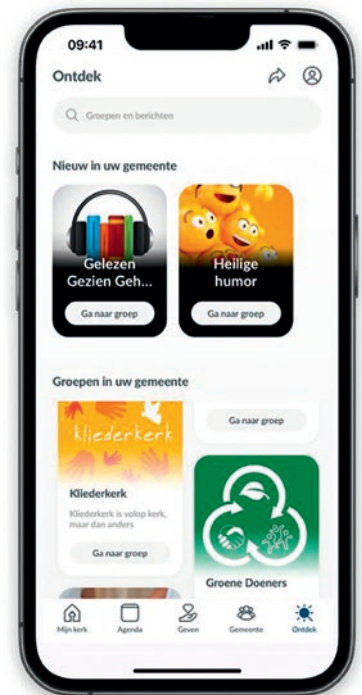 09:41
Ontdek
Groepen en berichten
Nieuw in uw gemeente
Gelezen
Gezien Geh...
Ga naar groep
Heilige
humor
Ga naar groep
Groepen in uw gemeente
kliederkerk
Kliederkerk
Kliederkerk is volop kerk,
maar dan anders
Ga naar groep
Ga naar groep
Groene Doeners
Mijn kerk
Agenda
Geven
Gemeente
Ontdek